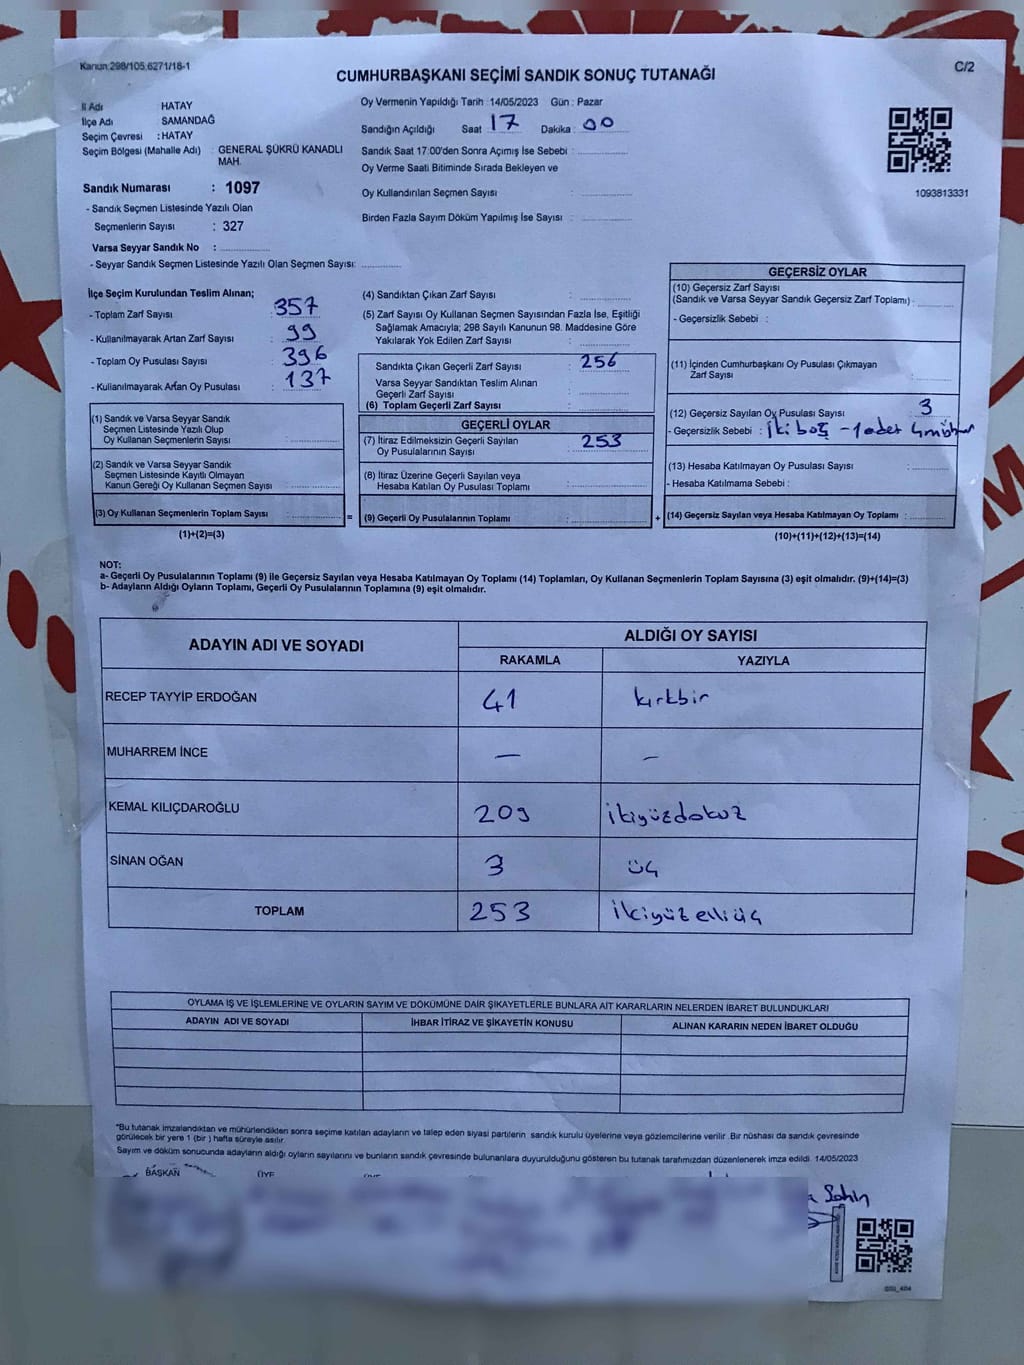 Kanun:298/105,6271/18-1
C/2
CUMHURBAŞKANI SEÇİMİ SANDIK SONUÇ TUTANAĞI
İl Adı : HATAY
İlçe Adı : SAMANDAĞ
Seçim Çevresi : HATAY
Seçim Bölgesi (Mahalle Adı) : GENERAL ŞÜKRÜ KANADLI
MAH.
Sandık Numarası : 1097
- Sandık Seçmen Listesinde Yazılı Olan
Seçmenlerin Sayısı : 327
Varsa Seyyar Sandık No :
- Seyyar Sandık Seçmen Listesinde Yazılı Olan Seçmen Sayısı:
Oy Vermenin Yapıldığı Tarih :14/05/2023 Gün : Pazar
Sandığın Açıldığı Saat 17 Dakika : 00
Sandık Saat 17:00'den Sonra Açılmış İse Sebebi :
Oy Verme Saati Bitiminde Sırada Bekleyen ve
Oy Kullandırılan Seçmen Sayısı :
Birden Fazla Sayım Döküm Yapılmış İse Sayısı :
1093813331
İlçe Seçim Kurulundan Teslim Alınan;
- Toplam Zarf Sayısı : 357
- Kullanılmayarak Artan Zarf Sayısı : 99
- Toplam Oy Pusulası Sayısı : 396
- Kullanılmayarak Artan Oy Pusulası : 137
(1) Sandık ve Varsa Seyyar Sandık
Seçmen Listesinde Yazılı Olup
Oy Kullanan Seçmenlerin Sayısı :
(2) Sandık ve Varsa Seyyar Sandık
Seçmen Listesinde Kayıtlı Olmayan
Kanun Gereği Oy Kullanan Seçmen Sayısı :
(3) Oy Kullanan Seçmenlerin Toplam Sayısı :
(1)+(2)=(3)
=
(4) Sandıktan Çıkan Zarf Sayısı :
(5) Zarf Sayısı Oy Kullanan Seçmen Sayısından Fazla İse, Eşitliği
Sağlamak Amacıyla; 298 Sayılı Kanunun 98. Maddesine Göre
Yakılarak Yok Edilen Zarf Sayısı :
Sandıkta Çıkan Geçerli Zarf Sayısı : 256
Varsa Seyyar Sandıktan Teslim Alınan
Geçerli Zarf Sayısı :
(6) Toplam Geçerli Zarf Sayısı :
GEÇERLİ OYLAR
(7) İtiraz Edilmeksizin Geçerli Sayılan
Oy Pusulalarının Sayısı : 253
(8) İtiraz Üzerine Geçerli Sayılan veya
Hesaba Katılan Oy Pusulası Toplamı :
(9) Geçerli Oy Pusulalarının Toplamı :
+
GEÇERSİZ OYLAR
(10) Geçersiz Zarf Sayısı
(Sandık ve Varsa Seyyar Sandık Geçersiz Zarf Toplamı) :
- Geçersizlik Sebebi :
(11) İçinden Cumhurbaşkanı Oy Pusulası Çıkmayan
Zarf Sayısı :
(12) Geçersiz Sayılan Oy Pusulası Sayısı : 3
- Geçersizlik Sebebi : İki boş - 1 adet
(13) Hesaba Katılmayan Oy Pusulası Sayısı :
- Hesaba Katılmama Sebebi :
(14) Geçersiz Sayılan veya Hesaba Katılmayan Oy Toplamı :
(10)+(11)+(12)+(13)=(14)
NOT:
a- Geçerli Oy Pusulalarının Toplamı (9) ile Geçersiz Sayılan veya Hesaba Katılmayan Oy Toplamı (14) Toplamları, Oy Kullanan Seçmenlerin Toplam Sayısına (3) eşit olmalıdır. (9)+(14)=(3)
b- Adayların Aldığı Oyların Toplamı, Geçerli Oy Pusulalarının Toplamına (9) eşit olmalıdır.
ADAYIN ADI VE SOYADI
ALDIĞI OY SAYISI
RAKAMLA YAZIYLA
RECEP TAYYİP ERDOĞAN 41 kırkbir
MUHARREM İNCE — –
KEMAL KILIÇDAROĞLU 209 ikiyüzdokuz
SİNAN OĞAN 3 üç
TOPLAM 253 ikiyüzelliüç
OYLAMA İŞ VE İŞLEMLERİNE VE OYLARIN SAYIM VE DÖKÜMÜNE DAİR ŞİKAYETLERLE BUNLARA AİT KARARLARIN NELERDEN İBARET BULUNDUKLARI
ADAYIN ADI VE SOYADI İHBAR İTİRAZ VE ŞİKAYETİN KONUSU ALINAN KARARIN NEDEN İBARET OLDUĞU
*Bu tutanak imzalandıktan ve mühürlendikten sonra seçime katılan adayların ve talep eden siyasi partilerin sandık kurulu üyelerine veya gözlemcilerine verilir. Bir nüshası da sandık çevresinde
görülecek bir yere 1 (bir) hafta süreyle asılır.
Sayım ve döküm sonucunda adayların aldığı oyların sayılarını ve bunların sandık çevresinde bulunanlara duyurulduğunu gösteren bu tutanak tarafımızdan düzenlenerek imza edildi. 14/05/2023
BAŞKAN ÜYE
Şahin